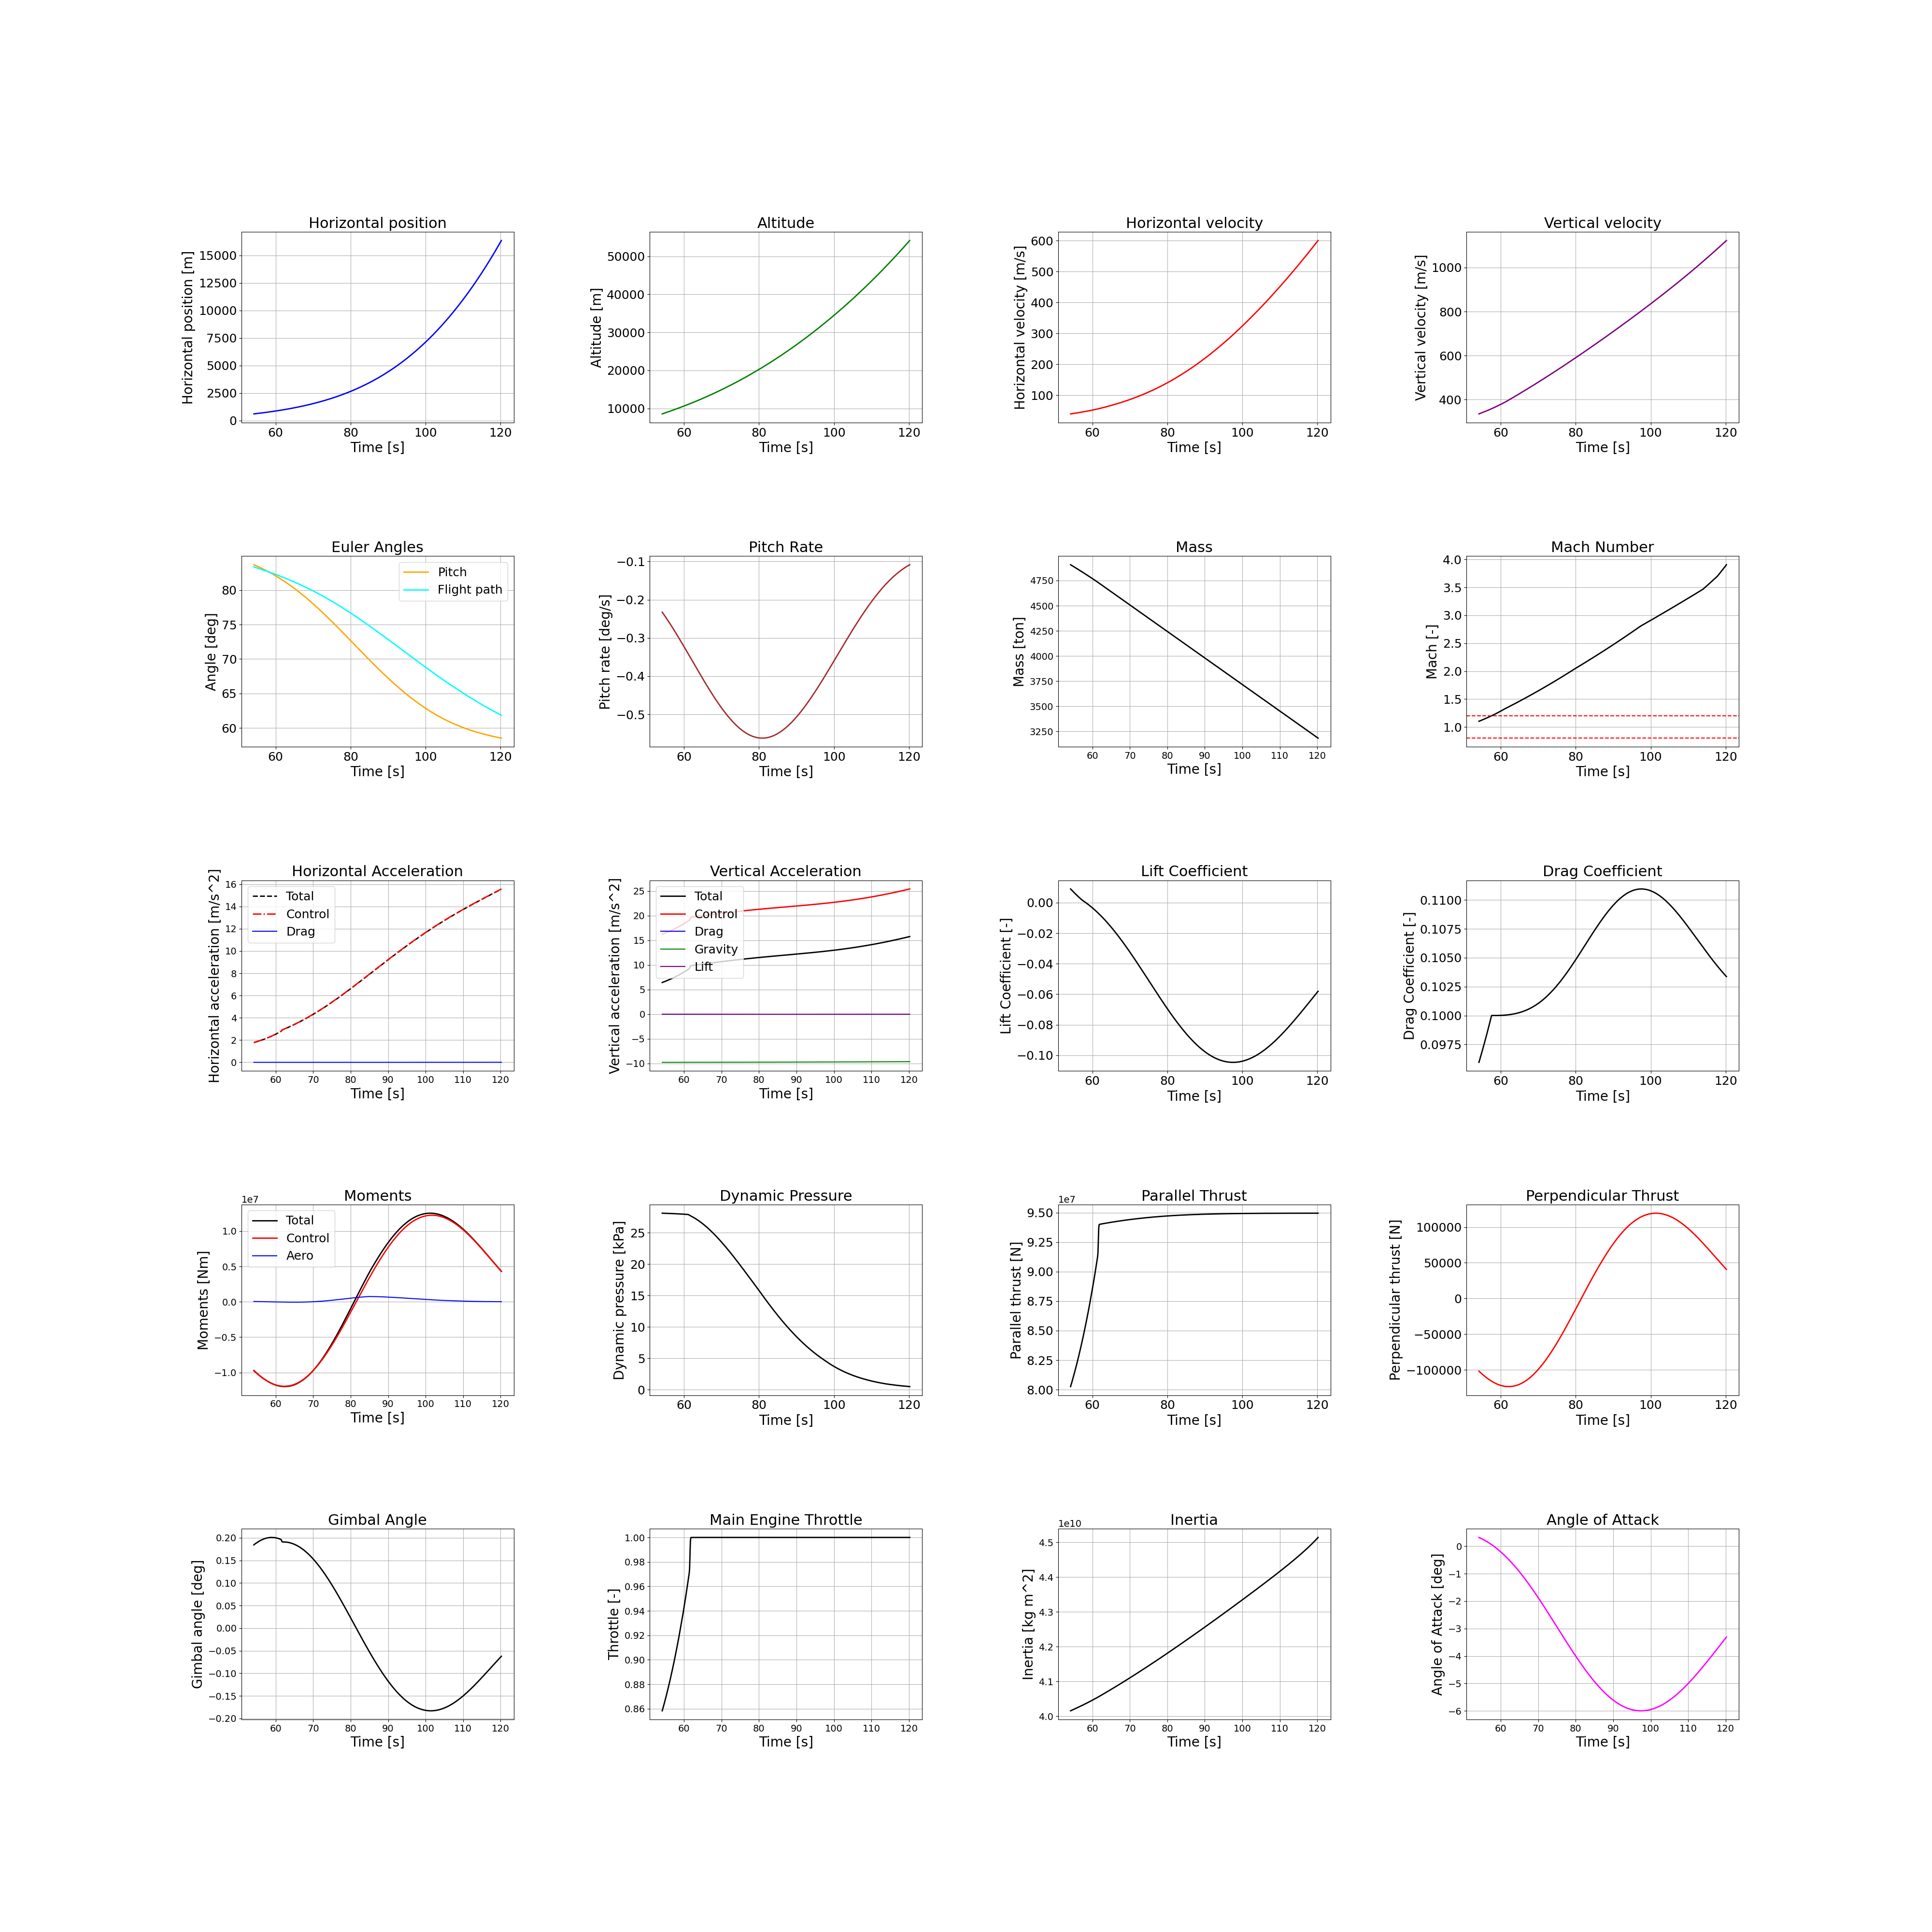 Horizontal position
Horizontal position [m]
15000
12500
10000
7500
5000
2500
0
60 80 100 120
Time [s]
Altitude
Altitude [m]
50000
40000
30000
20000
10000
60 80 100 120
Time [s]
Horizontal velocity
Horizontal velocity [m/s]
600
500
400
300
200
100
60 80 100 120
Time [s]
Vertical velocity
Vertical velocity [m/s]
1000
800
600
400
60 80 100 120
Time [s]
Euler Angles
Angle [deg]
80
75
70
65
60
Pitch
Flight path
60 80 100 120
Time [s]
Pitch Rate
Pitch rate [deg/s]
−0.1
−0.2
−0.3
−0.4
−0.5
60 80 100 120
Time [s]
Mass
Mass [ton]
4750
4500
4250
4000
3750
3500
3250
60 70 80 90 100 110 120
Time [s]
Mach Number
Mach [-]
4.0
3.5
3.0
2.5
2.0
1.5
1.0
60 80 100 120
Time [s]
Horizontal Acceleration
Horizontal acceleration [m/s^2]
16
14
12
10
8
6
4
2
0
Total
Control
Drag
60 70 80 90 100 110 120
Time [s]
Vertical Acceleration
Vertical acceleration [m/s^2]
25
20
15
10
5
0
−5
−10
Total
Control
Drag
Gravity
Lift
60 70 80 90 100 110 120
Time [s]
Lift Coefficient
Lift Coefficient [-]
0.00
−0.02
−0.04
−0.06
−0.08
−0.10
60 80 100 120
Time [s]
Drag Coefficient
Drag Coefficient [-]
0.1100
0.1075
0.1050
0.1025
0.1000
0.0975
60 80 100 120
Time [s]
Moments
1e7
Moments [Nm]
1.0
0.5
0.0
−0.5
−1.0
Total
Control
Aero
60 70 80 90 100 110 120
Time [s]
Dynamic Pressure
Dynamic pressure [kPa]
25
20
15
10
5
0
60 80 100 120
Time [s]
Parallel Thrust
1e7
Parallel thrust [N]
9.50
9.25
9.00
8.75
8.50
8.25
8.00
60 80 100 120
Time [s]
Perpendicular Thrust
Perpendicular thrust [N]
100000
50000
0
−50000
−100000
60 80 100 120
Time [s]
Gimbal Angle
Gimbal angle [deg]
0.20
0.15
0.10
0.05
0.00
−0.05
−0.10
−0.15
−0.20
60 70 80 90 100 110 120
Time [s]
Main Engine Throttle
Throttle [-]
1.00
0.98
0.96
0.94
0.92
0.90
0.88
0.86
60 70 80 90 100 110 120
Time [s]
Inertia
1e10
Inertia [kg m^2]
4.5
4.4
4.3
4.2
4.1
4.0
60 70 80 90 100 110 120
Time [s]
Angle of Attack
Angle of Attack [deg]
0
−1
−2
−3
−4
−5
−6
60 70 80 90 100 110 120
Time [s]